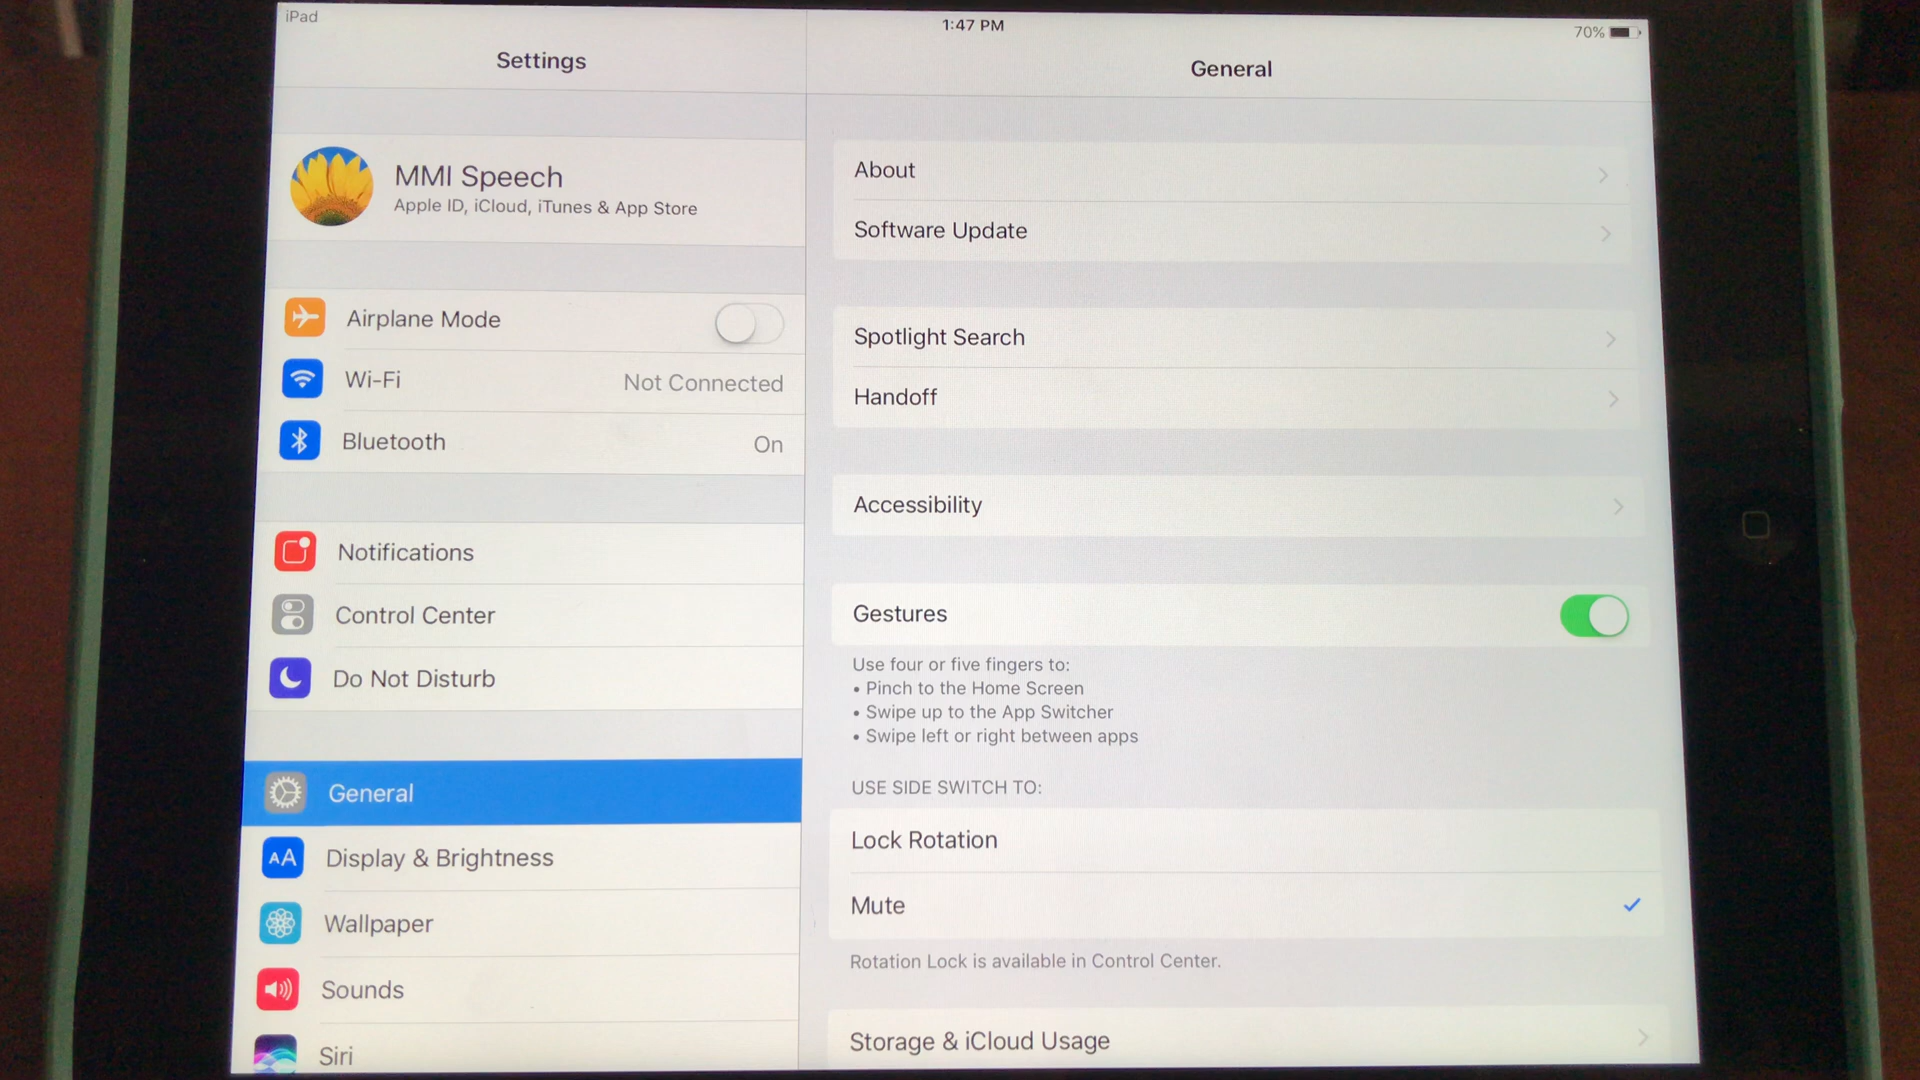 iPad
1:47 PM
70%
Settings
General
MMI Speech
Apple ID, iCloud, iTunes & App Store
Airplane Mode
Wi-Fi
Not Connected
Bluetooth
On
Notifications
Control Center
Do Not Disturb
General
AA
Display & Brightness
Wallpaper
Sounds
Siri
About
Software Update
Spotlight Search
Handoff
Accessibility
Gestures
Use four or five fingers to:
• Pinch to the Home Screen
• Swipe up to the App Switcher
• Swipe left or right between apps
USE SIDE SWITCH TO:
Lock Rotation
Mute
Rotation Lock is available in Control Center.
Storage & iCloud Usage